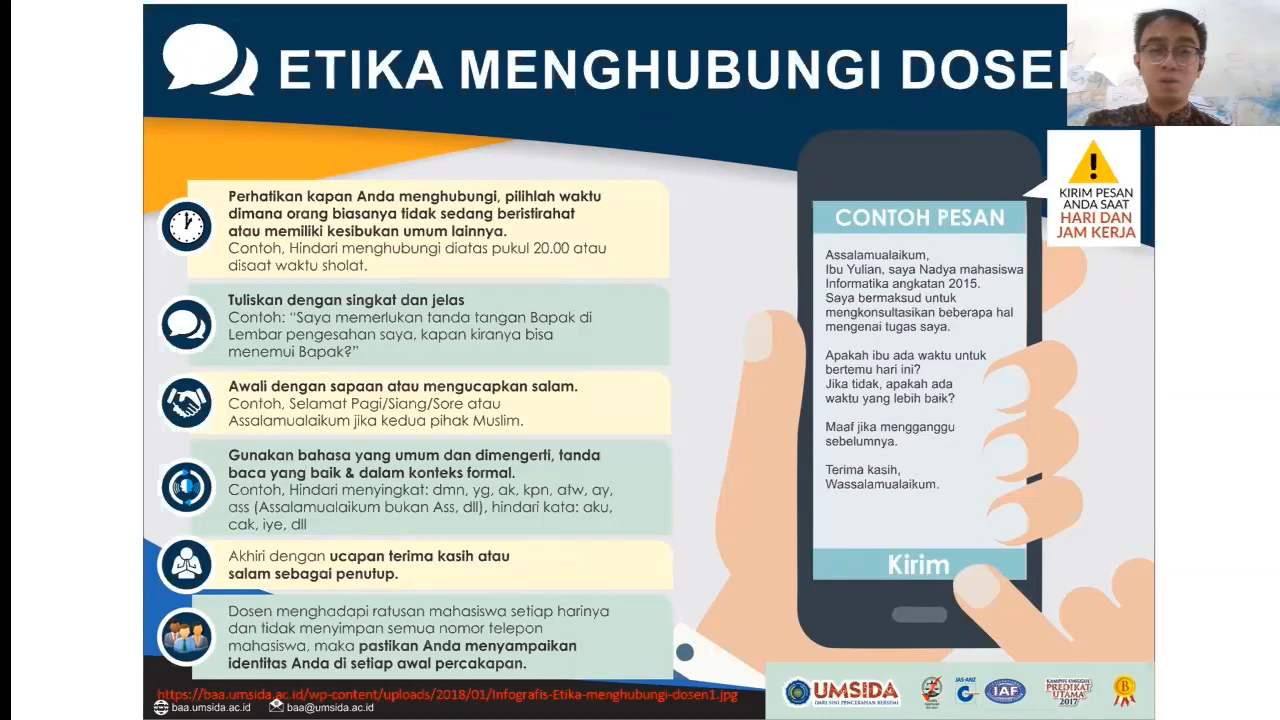 ETIKA MENGHUBUNGI DOSEN
Perhatikan kapan Anda menghubungi, pilihlah waktu
dimana orang biasanya tidak sedang beristirahat
atau memiliki kesibukan umum lainnya.
Contoh, Hindari menghubungi diatas pukul 20.00 atau
disaat waktu sholat.
Tuliskan dengan singkat dan jelas
Contoh: “Saya memerlukan tanda tangan Bapak di
Lembar pengesahan saya, kapan kiranya bisa
menemui Bapak?”
Awali dengan sapaan atau mengucapkan salam.
Contoh, Selamat Pagi/Siang/Sore atau
Assalamualaikum jika kedua pihak Muslim.
Gunakan bahasa yang umum dan dimengerti, tanda
baca yang baik & dalam konteks formal.
Contoh, Hindari menyingkat: dmn, yg, ak, kpn, atw, ay,
ass (Assalamualaikum bukan Ass, dll), hindari kata: aku,
cak, iye, dll
Akhiri dengan ucapan terima kasih atau
salam sebagai penutup.
Dosen menghadapi ratusan mahasiswa setiap harinya
dan tidak menyimpan semua nomor telepon
mahasiswa, maka pastikan Anda menyampaikan
identitas Anda di setiap awal percakapan.
https://baa.umsida.ac.id/wp-content/uploads/2018/01/Infografis-Etika-menghubungi-dosen1.jpg
baa.umsida.ac.id
baa@umsida.ac.id
KIRIM PESAN
ANDA SAAT
HARI DAN
JAM KERJA
CONTOH PESAN
Assalamualaikum,
Ibu Yulian, saya Nadya mahasiswa
Informatika angkatan 2015.
Saya bermaksud untuk
mengkonsultasikan beberapa hal
mengenai tugas saya.
Apakah ibu ada waktu untuk
bertemu hari ini?
Jika tidak, apakah ada
waktu yang lebih baik?
Maaf jika mengganggu
sebelumnya.
Terima kasih,
Wassalamualaikum.
Kirim
UMSIDA
DARI SINI PENCERAHAN BERSEMI
JAS-ANZ
IAF
KAMPUS UNGGUL
PREDIKAT
UTAMA
2017
B